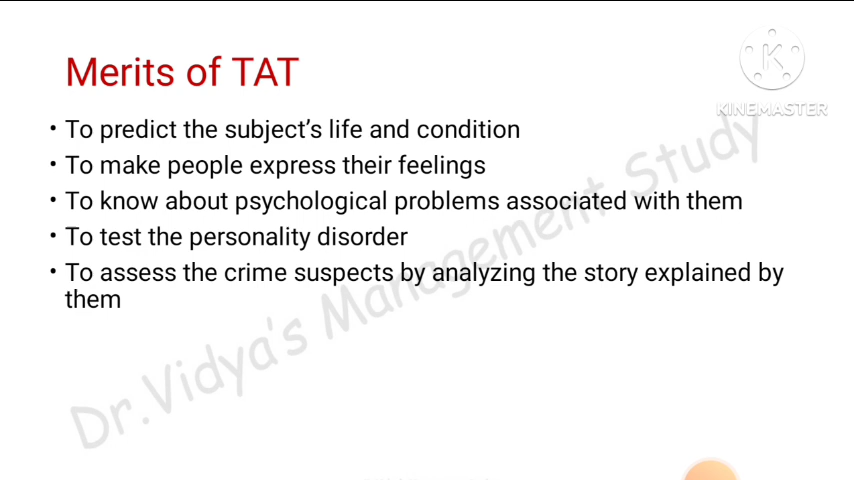 Merits of TAT
KINEMASTER
• To predict the subject’s life and condition
• To make people express their feelings
• To know about psychological problems associated with them
• To test the personality disorder
• To assess the crime suspects by analyzing the story explained by
them
Dr.Vidya's Management Study